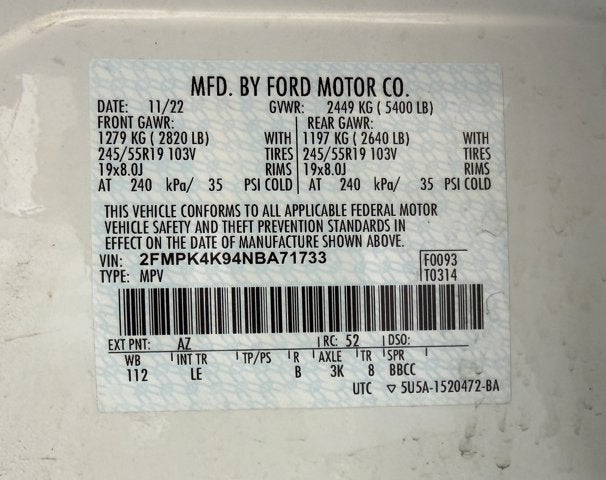 MFD. BY FORD MOTOR CO.
DATE: 11/22 GVWR: 2449 KG ( 5400 LB)
FRONT GAWR: REAR GAWR:
1279 KG ( 2820 LB) WITH 1197 KG ( 2640 LB) WITH
245/55R19 103V TIRES 245/55R19 103V TIRES
19x8.0J RIMS 19x8.0J RIMS
AT 240 kPa/ 35 PSI COLD AT 240 kPa/ 35 PSI COLD
THIS VEHICLE CONFORMS TO ALL APPLICABLE FEDERAL MOTOR
VEHICLE SAFETY AND THEFT PREVENTION STANDARDS IN
EFFECT ON THE DATE OF MANUFACTURE SHOWN ABOVE.
VIN: 2FMPK4K94NBA71733 F0093
TYPE: MPV T0314
EXT PNT: AZ RC: 52 DSO:
WB INT TR TP/PS R AXLE TR SPR
112 LE B 3K 8 BBCC
UTC ▽ 5U5A-1520472-BA